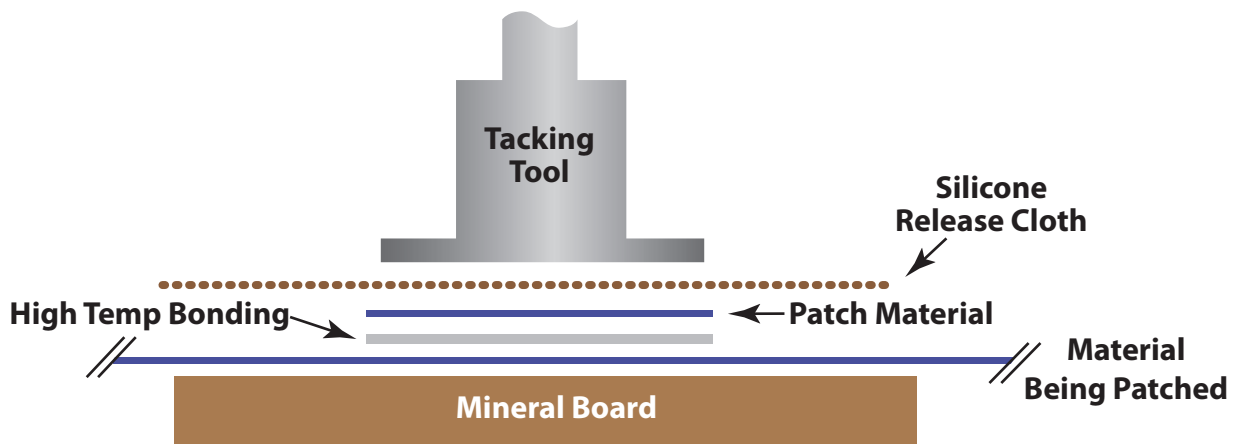 Tacking
Tool
Silicone
Release Cloth
High Temp Bonding
Patch Material
Material
Being Patched
Mineral Board